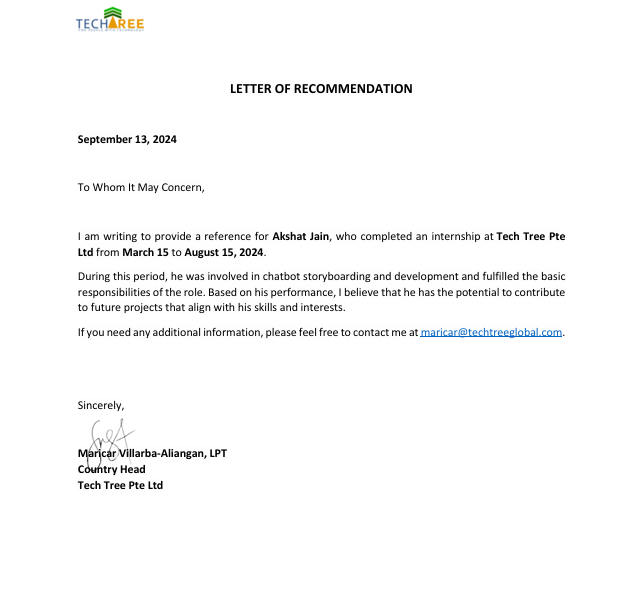 TECHTREE
LETTER OF RECOMMENDATION
September 13, 2024
To Whom It May Concern,
I am writing to provide a reference for Akshat Jain, who completed an internship at Tech Tree Pte
Ltd from March 15 to August 15, 2024.
During this period, he was involved in chatbot storyboarding and development and fulfilled the basic
responsibilities of the role. Based on his performance, I believe that he has the potential to contribute
to future projects that align with his skills and interests.
If you need any additional information, please feel free to contact me at maricar@techtreeglobal.com.
Sincerely,
Maricar Villarba-Aliangan, LPT
Country Head
Tech Tree Pte Ltd